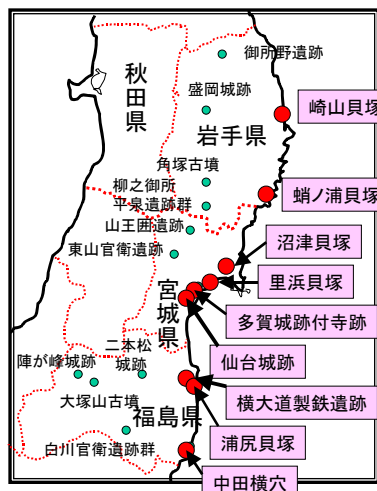 御所野遺跡
秋田県
盛岡城跡
崎山貝塚
岩手県
角塚古墳
柳之御所
平泉遺跡群
蛸ノ浦貝塚
山王囲遺跡
東山官衛遺跡
沼津貝塚
里浜貝塚
宮城県
多賀城跡付寺跡
仙台城跡
二本松
城跡
陣が峰城跡
横大道製鉄遺跡
大塚山古墳
福島県
浦尻貝塚
白川官衛遺跡群
中田横穴